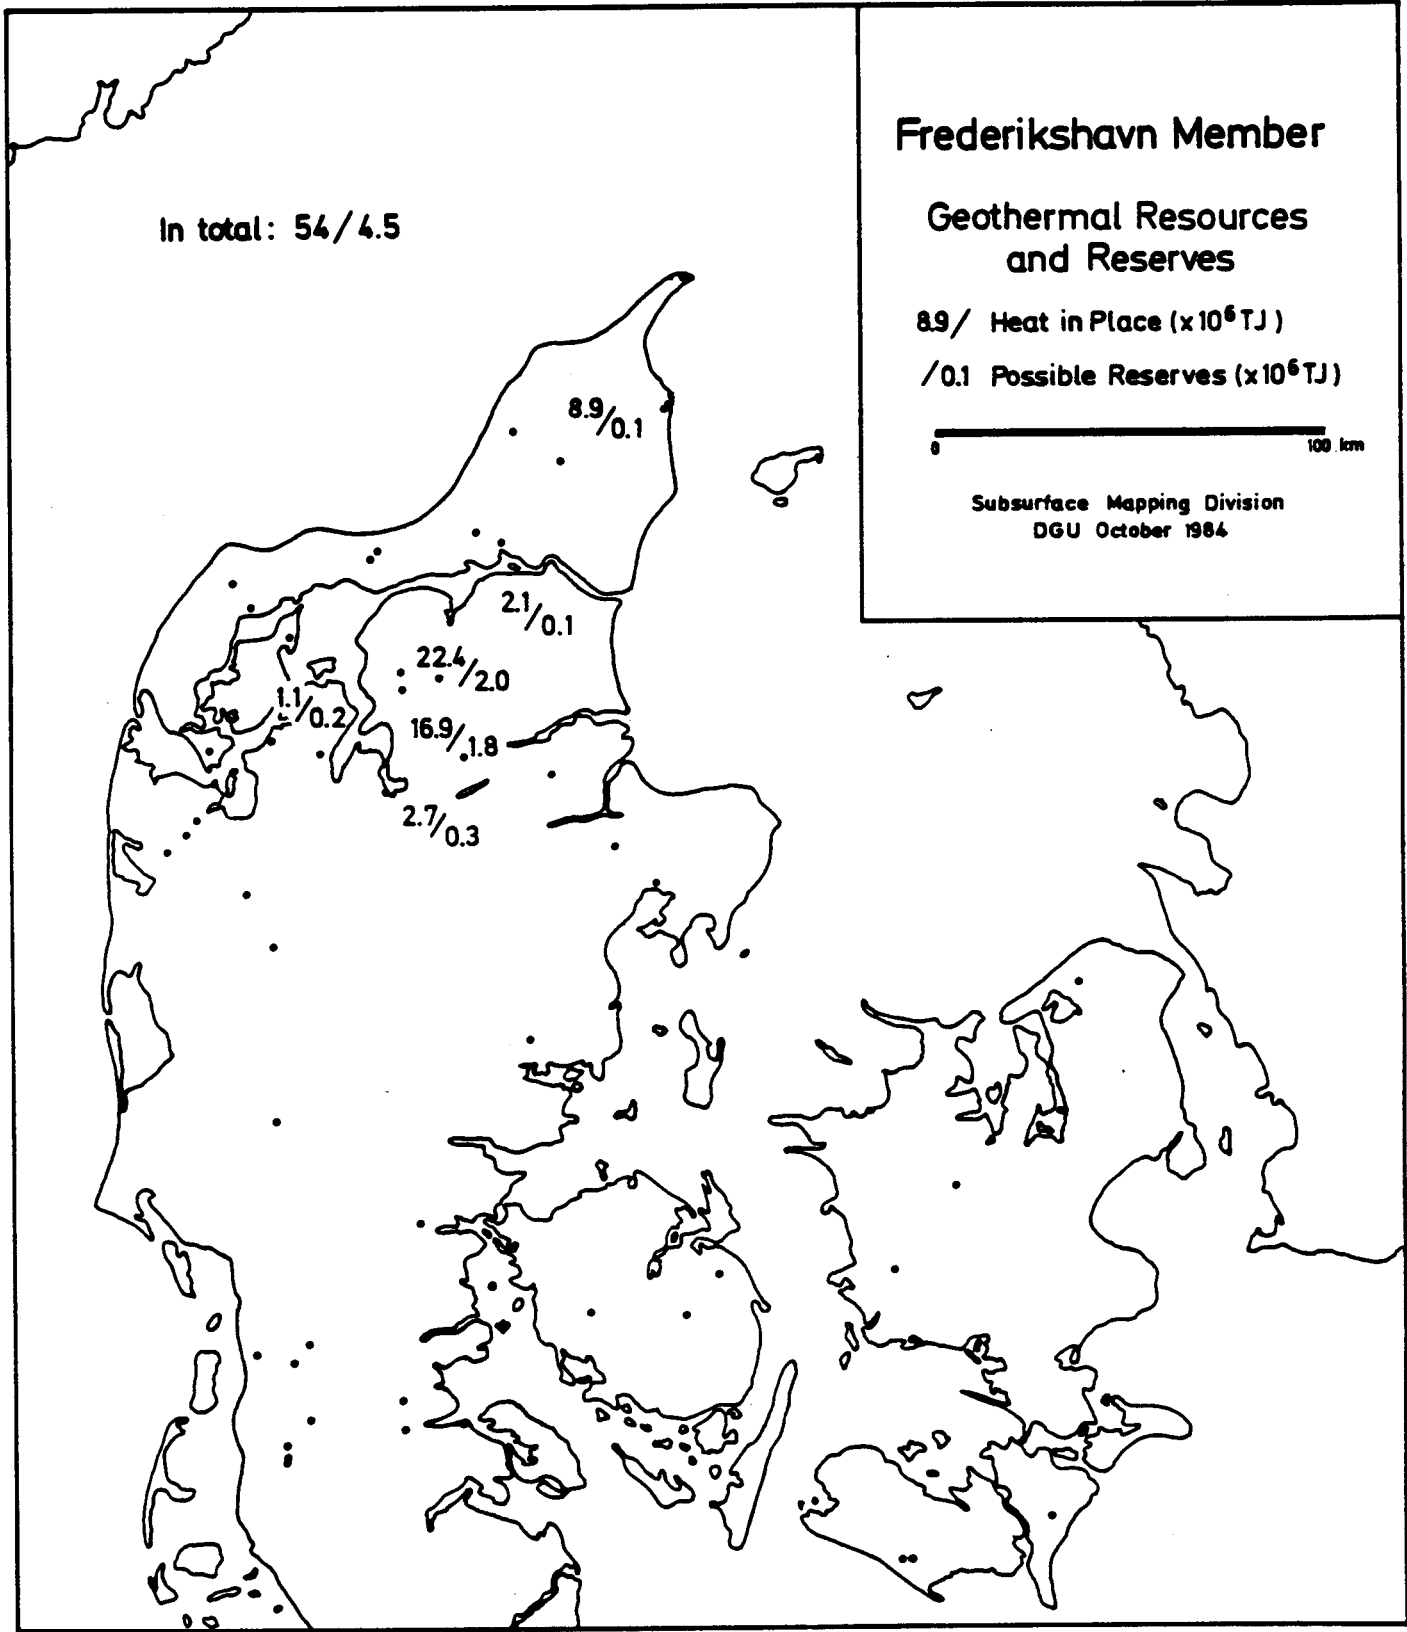 Frederikshavn Member
Geothermal Resources
and Reserves
8.9/ Heat in Place (x10⁶ TJ)
/0.1 Possible Reserves (x10⁶ TJ)
0 100 km
Subsurface Mapping Division
DGU October 1984
In total: 54/4.5
8.9/0.1
2.1/0.1
22.4/2.0
1.1/0.2
16.9/1.8
2.7/0.3